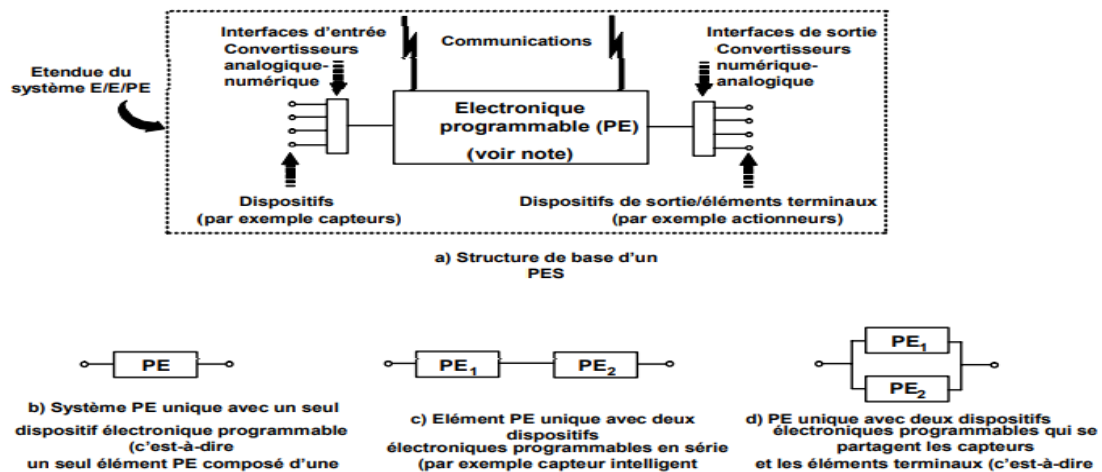 Interfaces d'entrée
Convertisseurs
analogique-
numérique
Communications
Interfaces de sortie
Convertisseurs
numérique-
analogique
Etendue du
système E/E/PE
Electronique
programmable (PE)
(voir note)
Dispositifs
(par exemple capteurs)
Dispositifs de sortie/éléments terminaux
(par exemple actionneurs)
a) Structure de base d'un
PES
PE
b) Système PE unique avec un seul
dispositif électronique programmable
(c'est-à-dire
un seul élément PE composé d'une
PE1
PE2
c) Elément PE unique avec deux
dispositifs
électroniques programmables en série
(par exemple capteur intelligent
PE1
PE2
d) PE unique avec deux dispositifs
électroniques programmables qui se
partagent les capteurs
et les éléments terminaux (c'est-à-dire